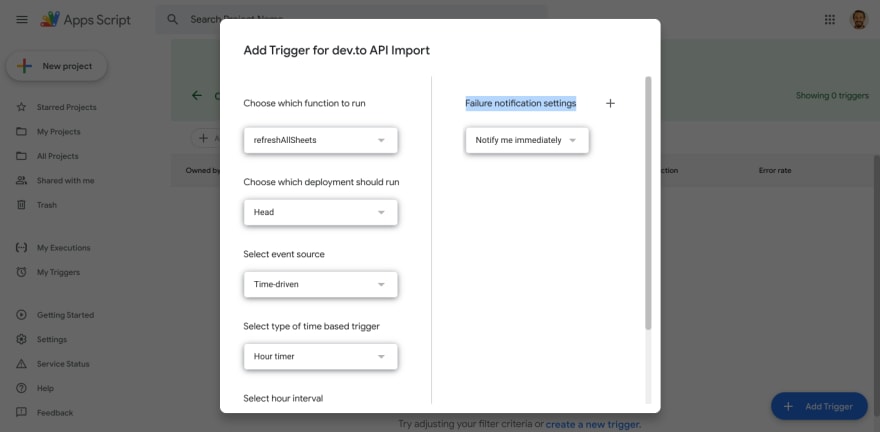 Apps Script
Search Project Name
New project
Starred Projects
My Projects
All Projects
Shared with me
Trash
My Executions
My Triggers
Getting Started
Settings
Service Status
Help
Feedback
Add Trigger for dev.to API Import
Choose which function to run
refreshAllSheets
Choose which deployment should run
Head
Select event source
Time-driven
Select type of time based trigger
Hour timer
Select hour interval
Failure notification settings
Notify me immediately
Showing 0 triggers
Owned by
Error rate
Try adjusting your filter criteria or create a new trigger.
Add Trigger